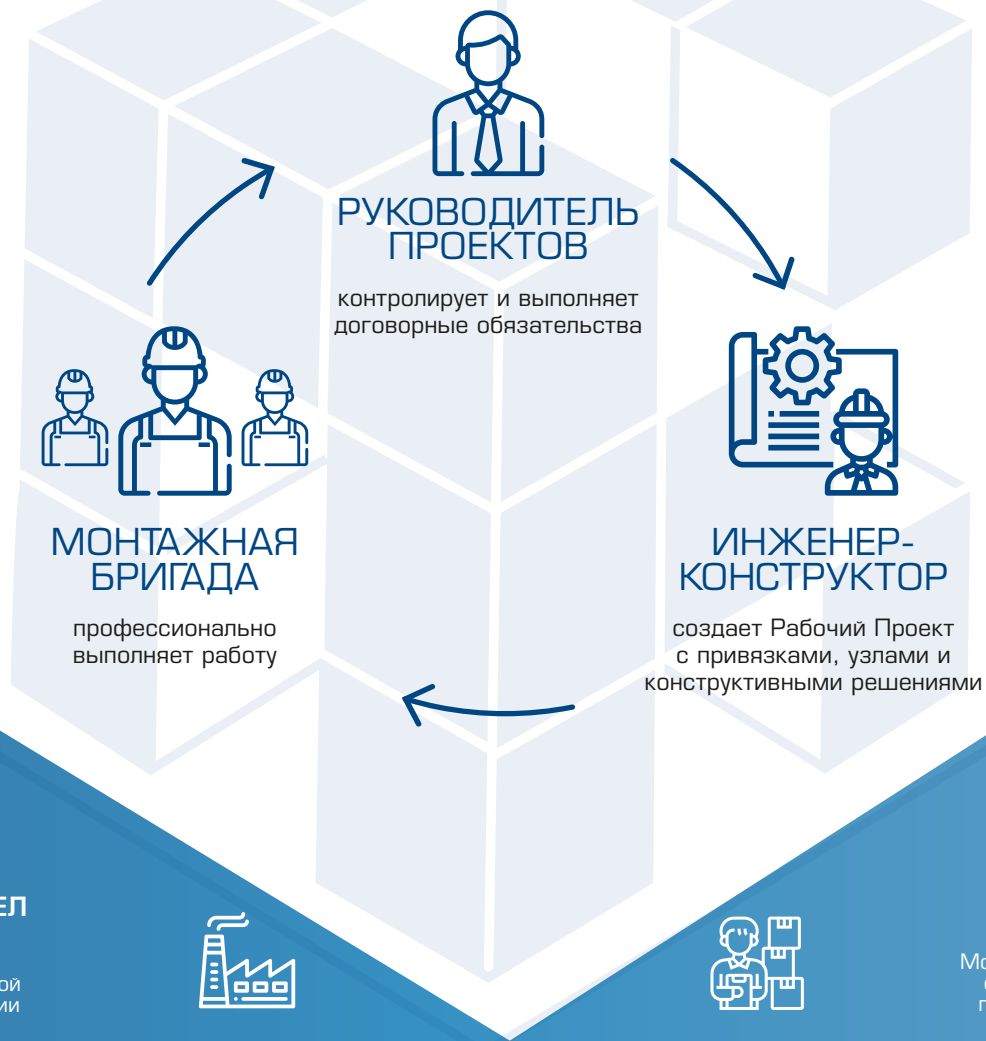 РУКОВОДИТЕЛЬ
ПРОЕКТОВ
контролирует и выполняет
договорные обязательства
МОНТАЖНАЯ
БРИГАДА
профессионально
выполняет работу
ИНЖЕНЕР-
КОНСТРУКТОР
создает Рабочий Проект
с привязками, узлами и
конструктивными решениями